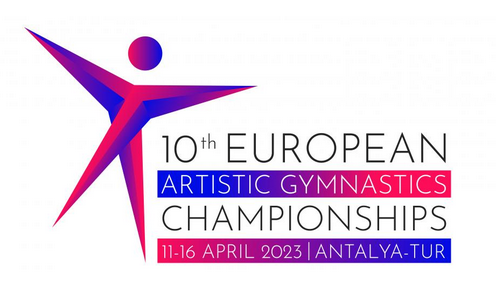 10th EUROPEAN
ARTISTIC GYMNASTICS
CHAMPIONSHIPS
11-16 APRIL 2023 | ANTALYA-TUR